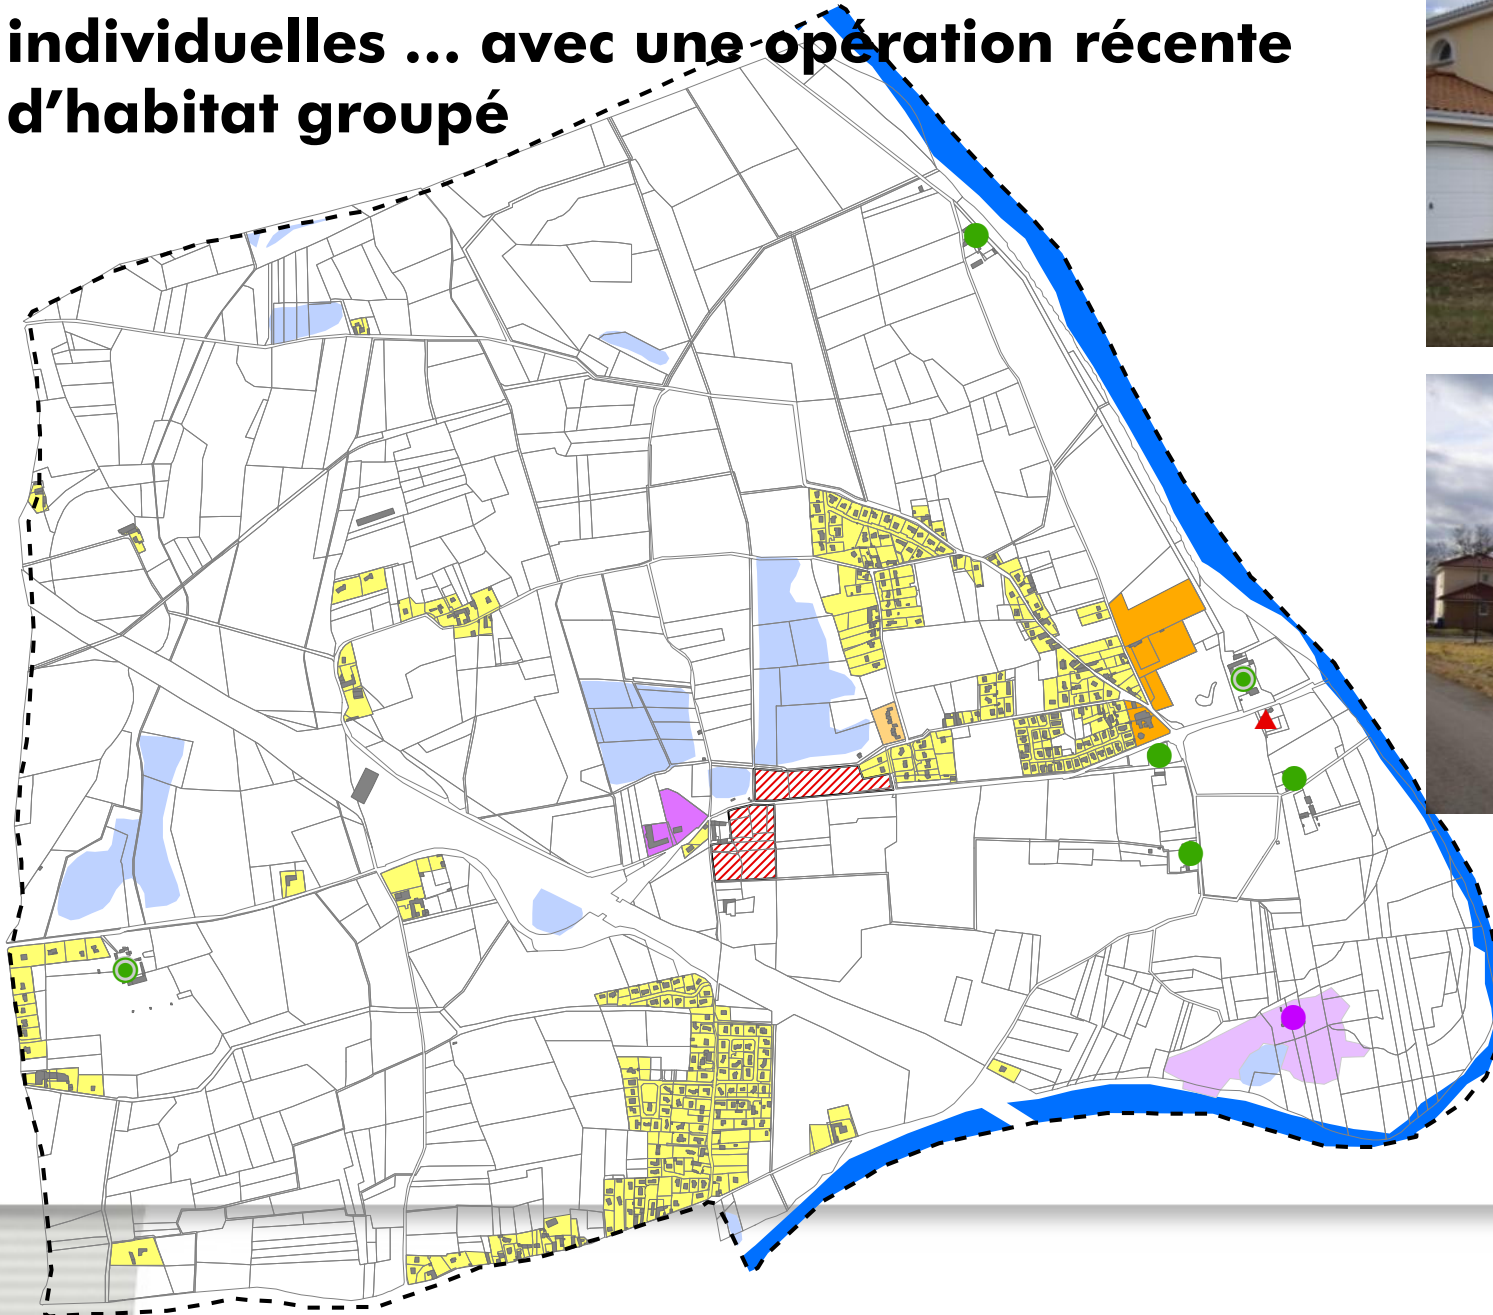 individuelles ... avec une opération récente
d'habitat groupé